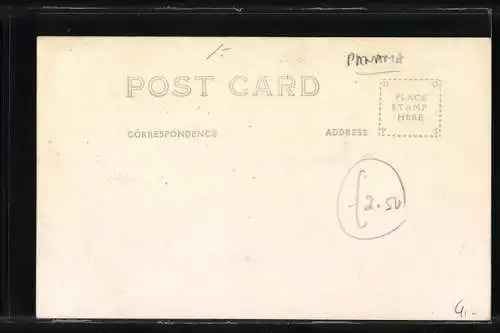 1-
PANAMA
POST CARD
PLACE
STAMP
HERE
CORRESPONDENCE ADDRESS
2.50
4.-